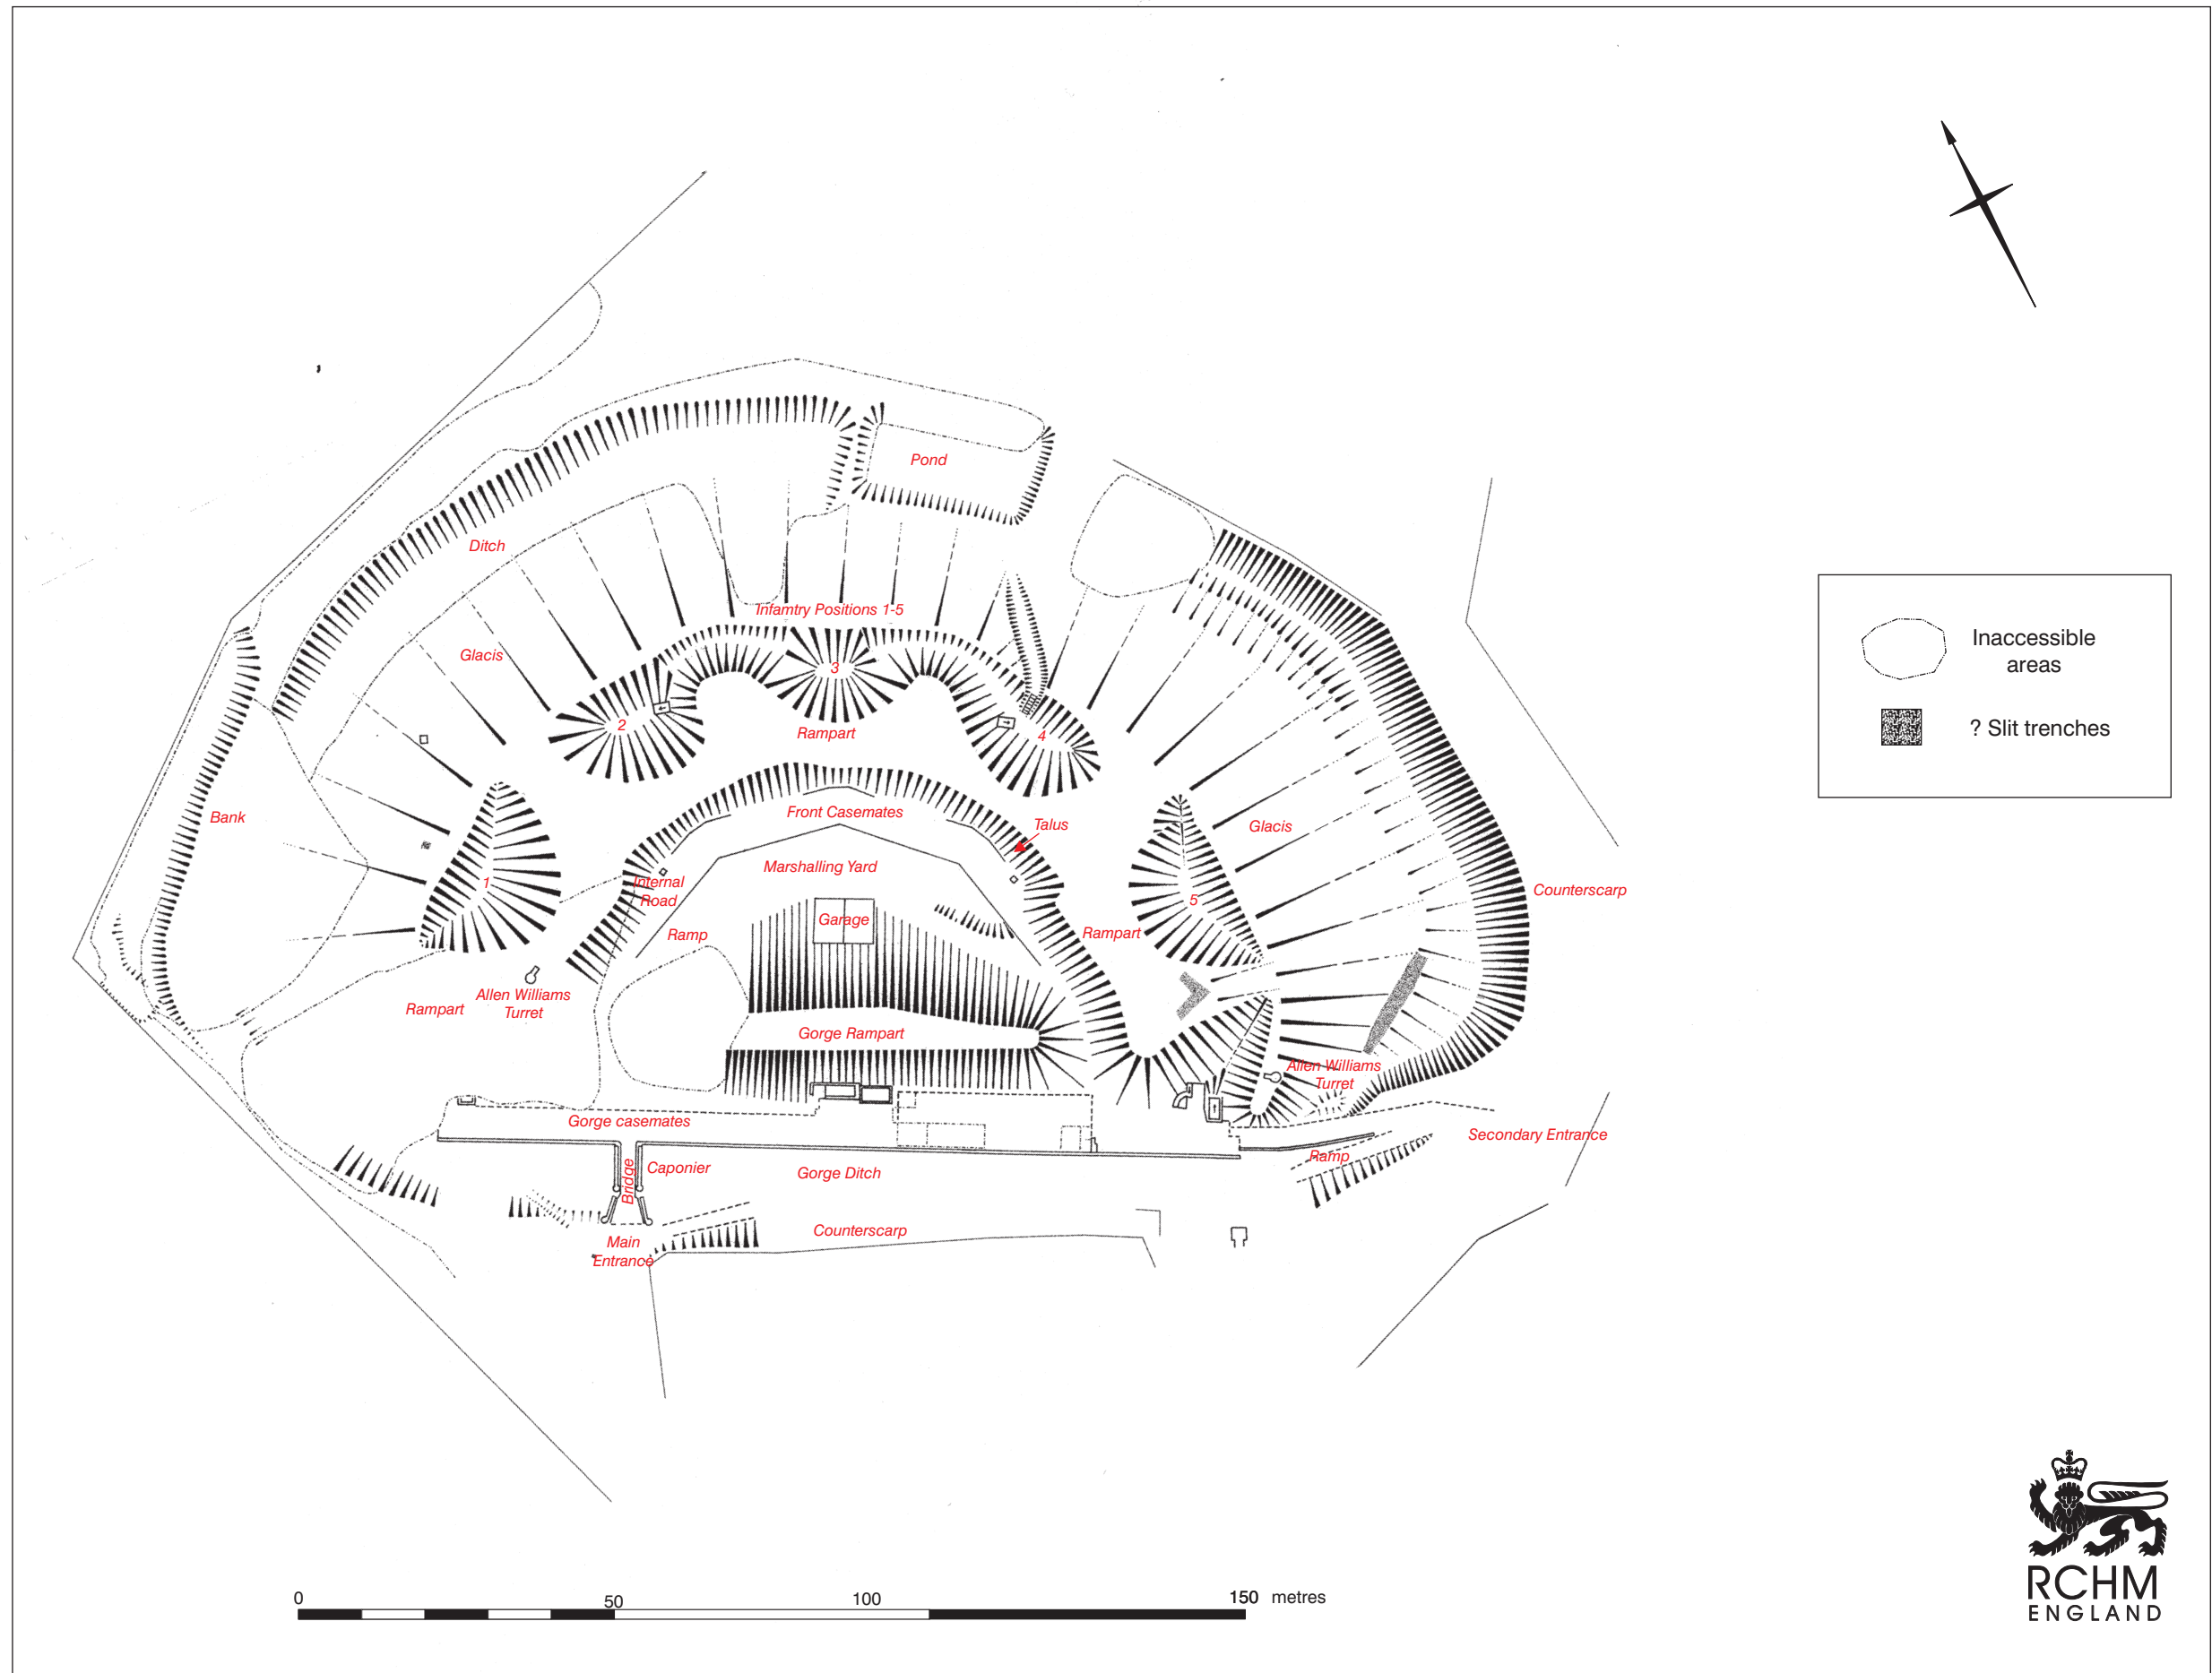 Pond
Ditch
Infamtry Positions 1-5
Glacis
3
2
Rampart
4
Inaccessible
areas
? Slit trenches
Bank
Front Casemates
Talus
Glacis
Marshalling Yard
1
Internal
Road
Counterscarp
5
Garage
Ramp
Rampart
Allen Williams
Turret
Rampart
Gorge Rampart
Allen Williams
Turret
Gorge casemates
Secondary Entrance
Ramp
Bridge
Caponier
Gorge Ditch
Counterscarp
Main
Entrance
0
50
100
150 metres
RCHM
ENGLAND